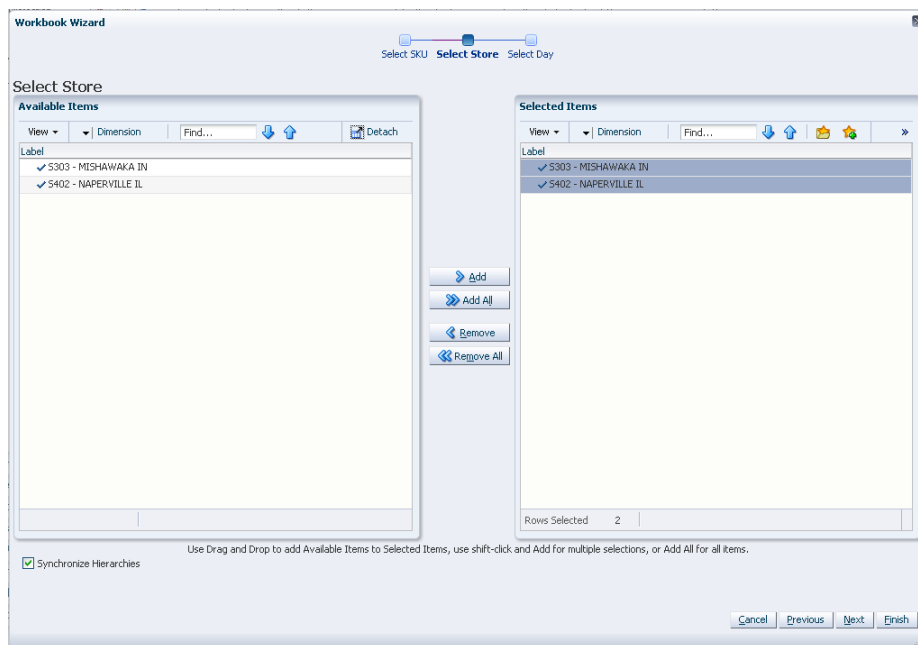 Workbook Wizard
Select SKU Select Store Select Day
Select Store
Available Items
View Dimension Find... Detach
Label
S303 - MISHAWAKA IN
S402 - NAPERVILLE IL
Add
Add All
Remove
Remove All
Selected Items
View Dimension Find... »
Label
S303 - MISHAWAKA IN
S402 - NAPERVILLE IL
Rows Selected 2
Use Drag and Drop to add Available Items to Selected Items, use shift-click and Add for multiple selections, or Add All for all items.
Synchronize Hierarchies
Cancel Previous Next Finish